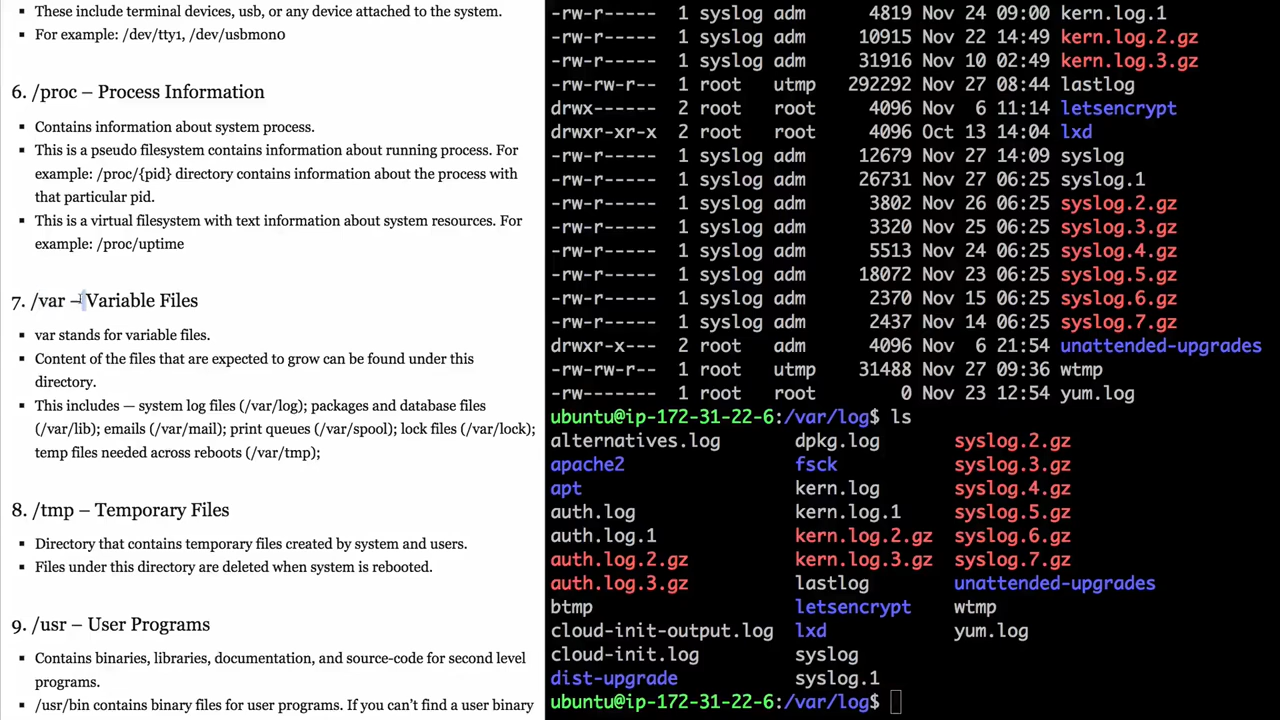 ▪ These include terminal devices, usb, or any device attached to the system.
▪ For example: /dev/tty1, /dev/usbmon0
6. /proc – Process Information
▪ Contains information about system process.
▪ This is a pseudo filesystem contains information about running process. For
example: /proc/{pid} directory contains information about the process with
that particular pid.
▪ This is a virtual filesystem with text information about system resources. For
example: /proc/uptime
7. /var – Variable Files
▪ var stands for variable files.
▪ Content of the files that are expected to grow can be found under this
directory.
▪ This includes — system log files (/var/log); packages and database files
(/var/lib); emails (/var/mail); print queues (/var/spool); lock files (/var/lock);
temp files needed across reboots (/var/tmp);
8. /tmp – Temporary Files
▪ Directory that contains temporary files created by system and users.
▪ Files under this directory are deleted when system is rebooted.
9. /usr – User Programs
▪ Contains binaries, libraries, documentation, and source-code for second level
programs.
▪ /usr/bin contains binary files for user programs. If you can't find a user binary
-rw-r----- 1 syslog adm 4819 Nov 24 09:00 kern.log.1
-rw-r----- 1 syslog adm 10915 Nov 22 14:49 kern.log.2.gz
-rw-r----- 1 syslog adm 31916 Nov 10 02:49 kern.log.3.gz
-rw-rw-r-- 1 root utmp 292292 Nov 27 08:44 lastlog
drwx------ 2 root root 4096 Nov 6 11:14 letsencrypt
drwxr-xr-x 2 root root 4096 Oct 13 14:04 lxd
-rw-r----- 1 syslog adm 12679 Nov 27 14:09 syslog
-rw-r----- 1 syslog adm 26731 Nov 27 06:25 syslog.1
-rw-r----- 1 syslog adm 3802 Nov 26 06:25 syslog.2.gz
-rw-r----- 1 syslog adm 3320 Nov 25 06:25 syslog.3.gz
-rw-r----- 1 syslog adm 5513 Nov 24 06:25 syslog.4.gz
-rw-r----- 1 syslog adm 18072 Nov 23 06:25 syslog.5.gz
-rw-r----- 1 syslog adm 2370 Nov 15 06:25 syslog.6.gz
-rw-r----- 1 syslog adm 2437 Nov 14 06:25 syslog.7.gz
drwxr-x--- 2 root adm 4096 Nov 6 21:54 unattended-upgrades
-rw-rw-r-- 1 root utmp 31488 Nov 27 09:36 wtmp
-rw------- 1 root root 0 Nov 23 12:54 yum.log
ubuntu@ip-172-31-22-6:/var/log$ ls
alternatives.log dpkg.log syslog.2.gz
apache2 fsck syslog.3.gz
apt kern.log syslog.4.gz
auth.log kern.log.1 syslog.5.gz
auth.log.1 kern.log.2.gz syslog.6.gz
auth.log.2.gz kern.log.3.gz syslog.7.gz
auth.log.3.gz lastlog unattended-upgrades
btmp letsencrypt wtmp
cloud-init-output.log lxd yum.log
cloud-init.log syslog
dist-upgrade syslog.1
ubuntu@ip-172-31-22-6:/var/log$